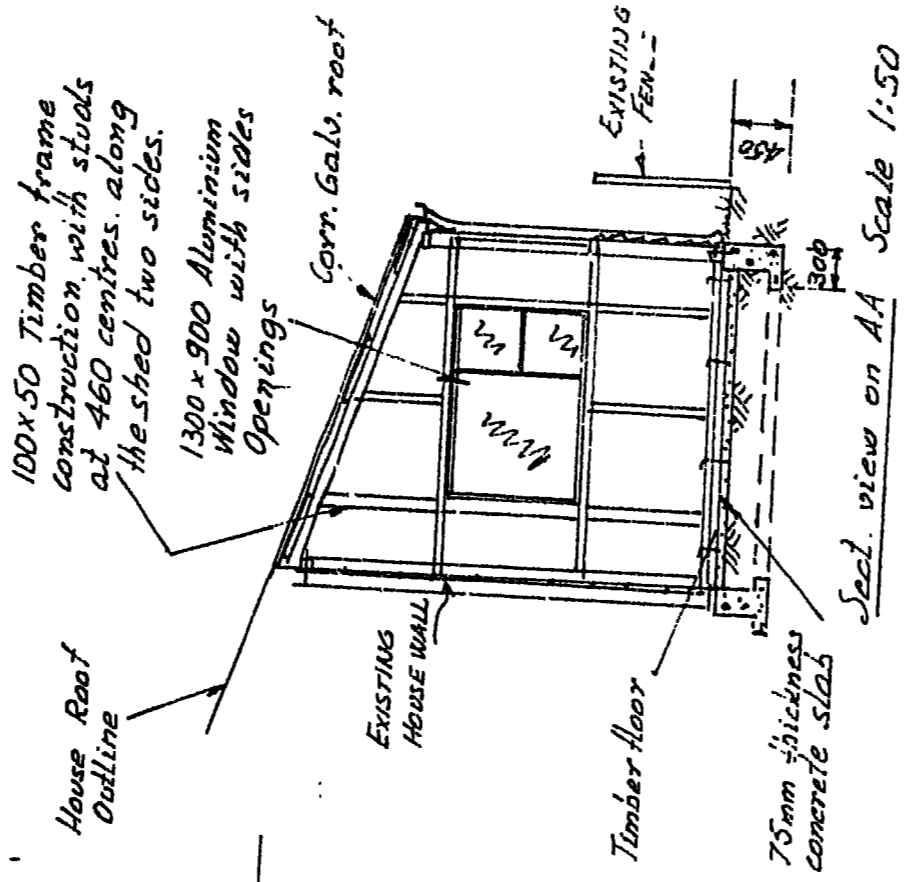 100x50 Timber frame
construction with studs
at 460 centres. along
the shed two sides.
1300 x 900 Aluminium
Window with sides
Openings
Corr. Galv. roof
House Roof
Outline
EXISTING
HOUSE WALL
EXISTING
FEN
Timber floor
75mm thickness
concrete slab
450
300
Sect. view on AA Scale 1:50